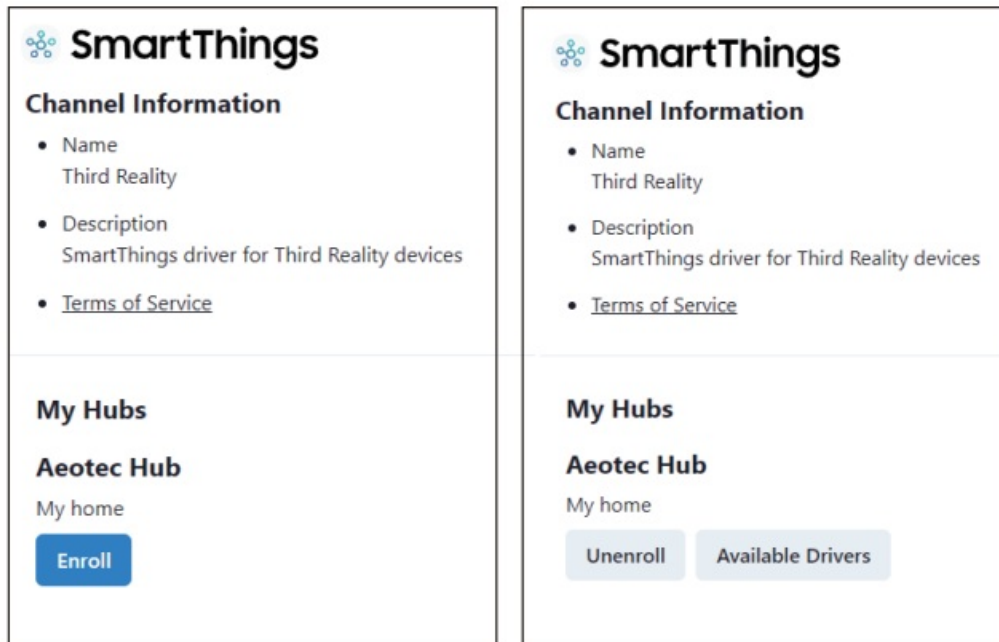 SmartThings
Channel Information
Name
Third Reality
Description
SmartThings driver for Third Reality devices
Terms of Service
My Hubs
Aeotec Hub
My home
Enroll
SmartThings
Channel Information
Name
Third Reality
Description
SmartThings driver for Third Reality devices
Terms of Service
My Hubs
Aeotec Hub
My home
Unenroll Available Drivers